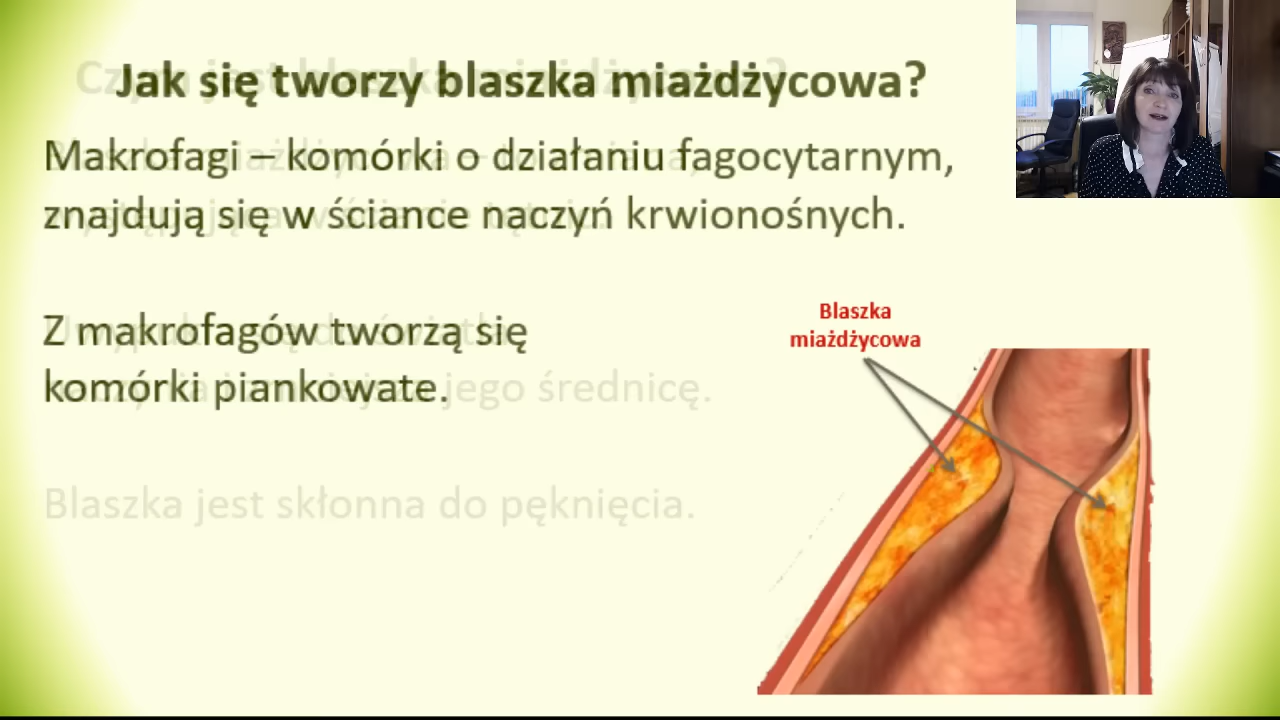 Jak się tworzy blaszka miażdżycowa?
Makrofagi – komórki o działaniu fagocytarnym,
znajdują się w ściance naczyń krwionośnych.
Z makrofagów tworzą się
komórki piankowate.
jego średnicę.
Blaszka jest skłonna do pęknięcia.
Blaszka
miażdżycowa